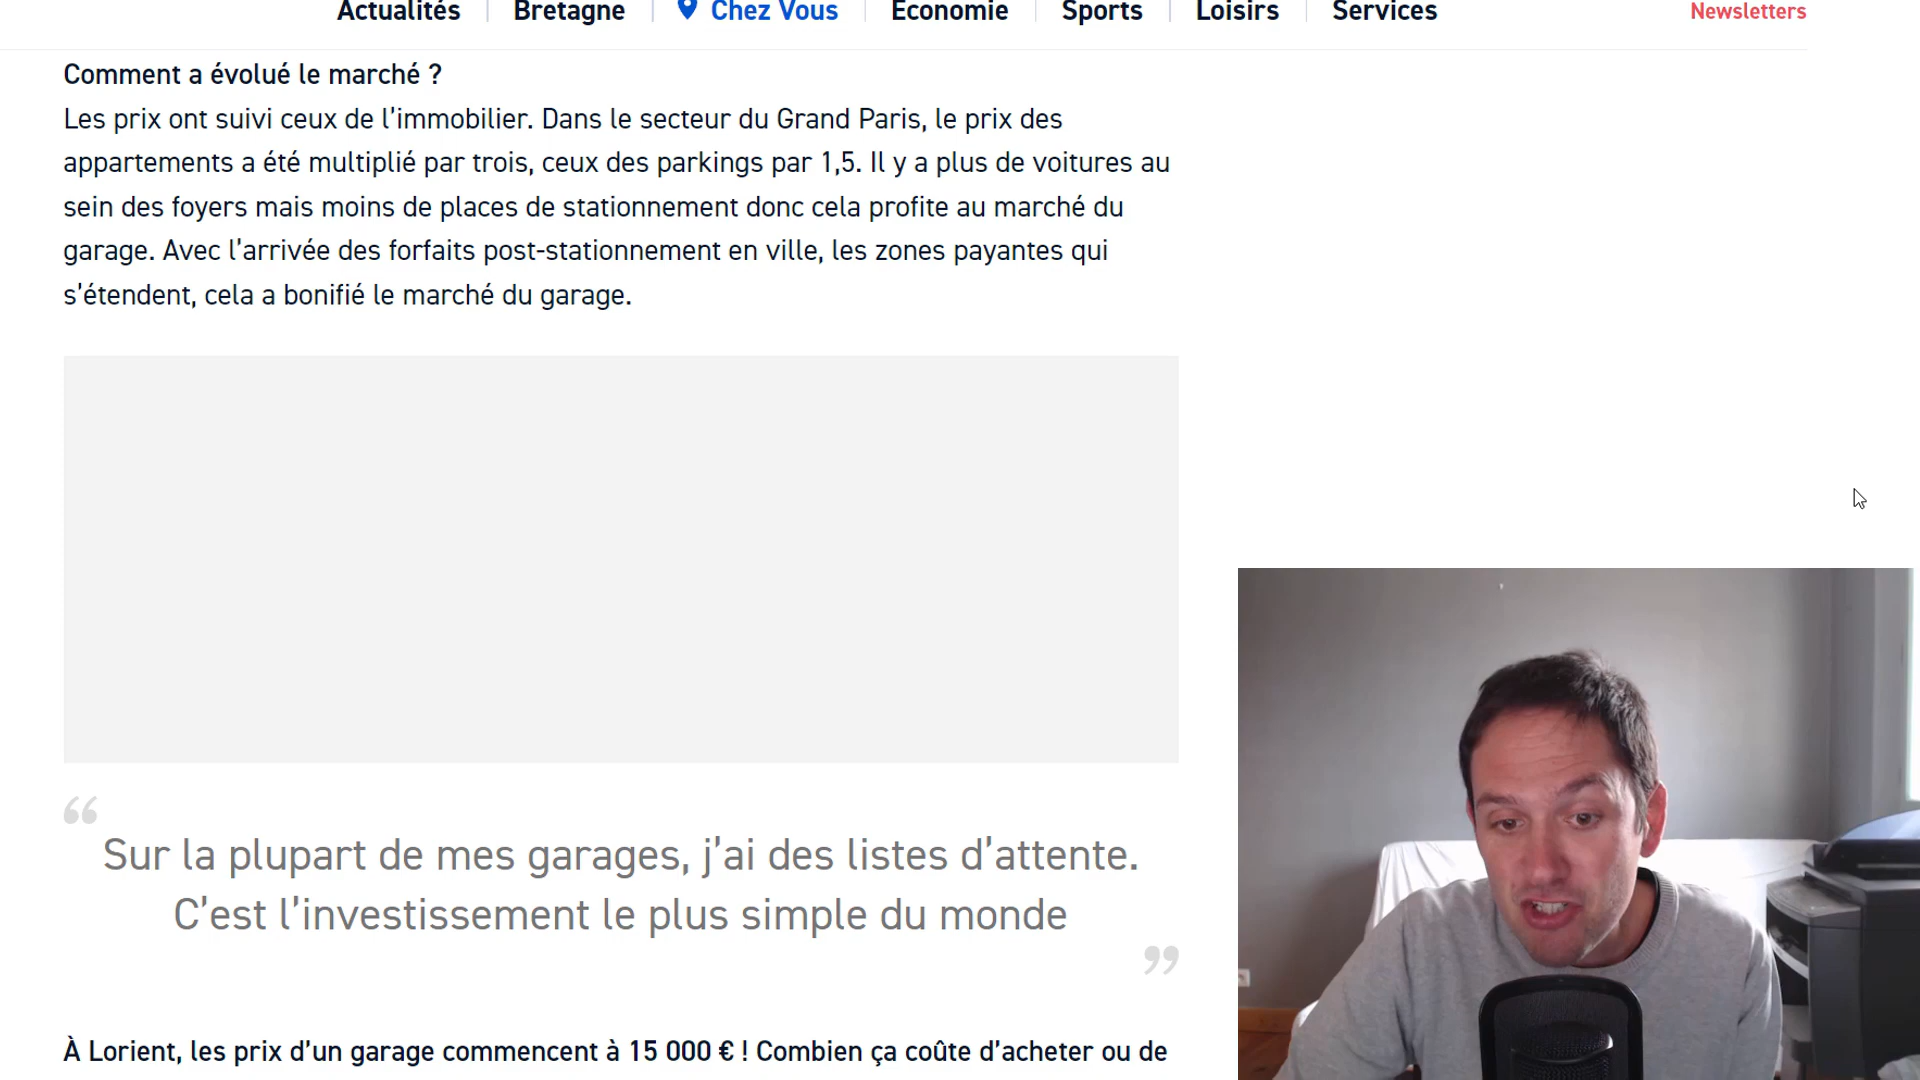 Actualités Bretagne Chez Vous Economie Sports Loisirs Services Newsletters
Comment a évolué le marché ?
Les prix ont suivi ceux de l’immobilier. Dans le secteur du Grand Paris, le prix des
appartements a été multiplié par trois, ceux des parkings par 1,5. Il y a plus de voitures au
sein des foyers mais moins de places de stationnement donc cela profite au marché du
garage. Avec l’arrivée des forfaits post-stationnement en ville, les zones payantes qui
s’étendent, cela a bonifié le marché du garage.
“
Sur la plupart de mes garages, j’ai des listes d’attente.
C’est l’investissement le plus simple du monde
”
À Lorient, les prix d’un garage commencent à 15 000 € ! Combien ça coûte d’acheter ou de